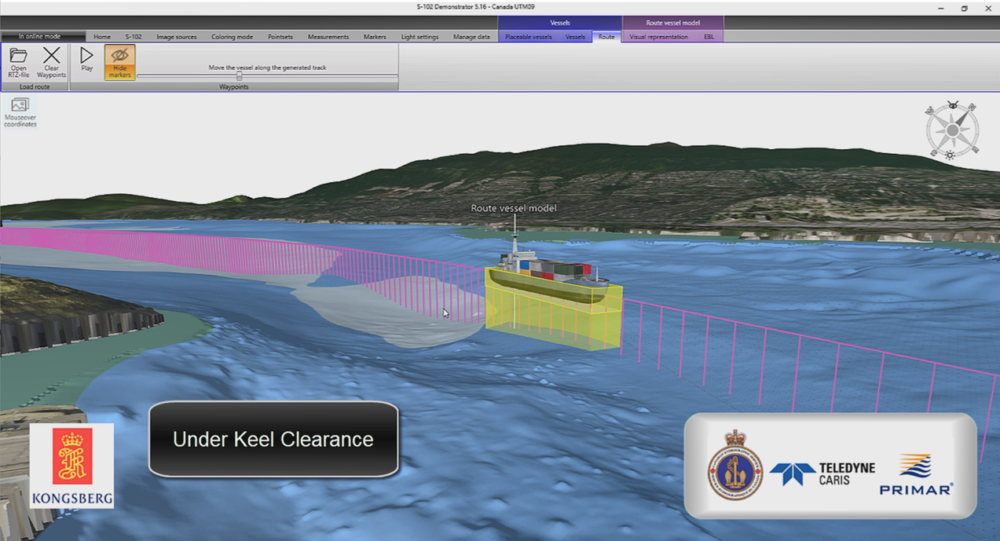 S-102 Demonstrator 5.16 - Canada UTM09
Vessels
Route vessel model
In online mode
Home
S-102
Image sources
Coloring mode
Pointsets
Measurements
Markers
Light settings
Manage data
Placeable vessels
Vessels
Route
Visual representation
EBL
Open
RTZ-file
Clear
Waypoints
Play
Hide
markers
Move the vessel along the generated track
Load route
Waypoints
Mouseover
coordinates
Route vessel model
Under Keel Clearance
KONGSBERG
TELEDYNE
CARIS
PRIMAR®